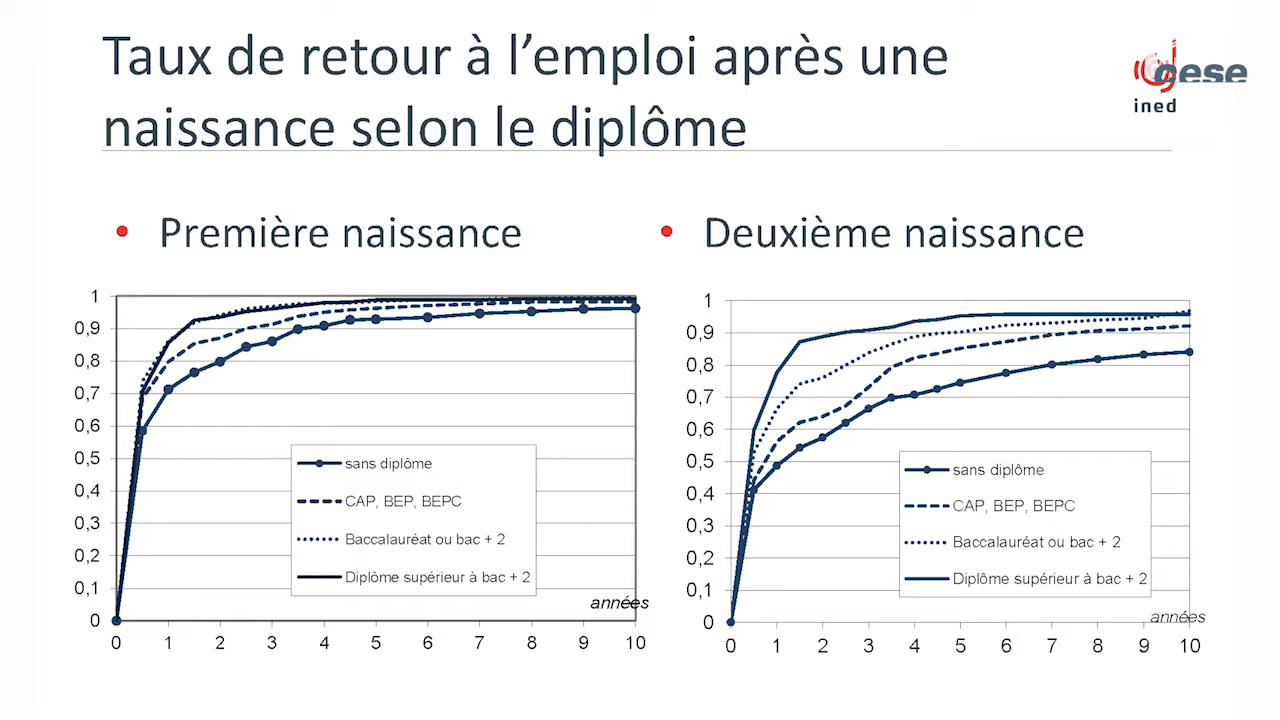 Taux de retour à l’emploi après une
naissance selon le diplôme
cese
ined
• Première naissance
• Deuxième naissance
1
0,9
0,8
0,7
0,6
0,5
0,4
0,3
0,2
0,1
0
0 1 2 3 4 5 6 7 8 9 10
années
sans diplôme
CAP, BEP, BEPC
Baccalauréat ou bac + 2
Diplôme supérieur à bac + 2
1
0,9
0,8
0,7
0,6
0,5
0,4
0,3
0,2
0,1
0
0 1 2 3 4 5 6 7 8 9 10
années
sans diplôme
CAP, BEP, BEPC
Baccalauréat ou bac + 2
Diplôme supérieur à bac + 2